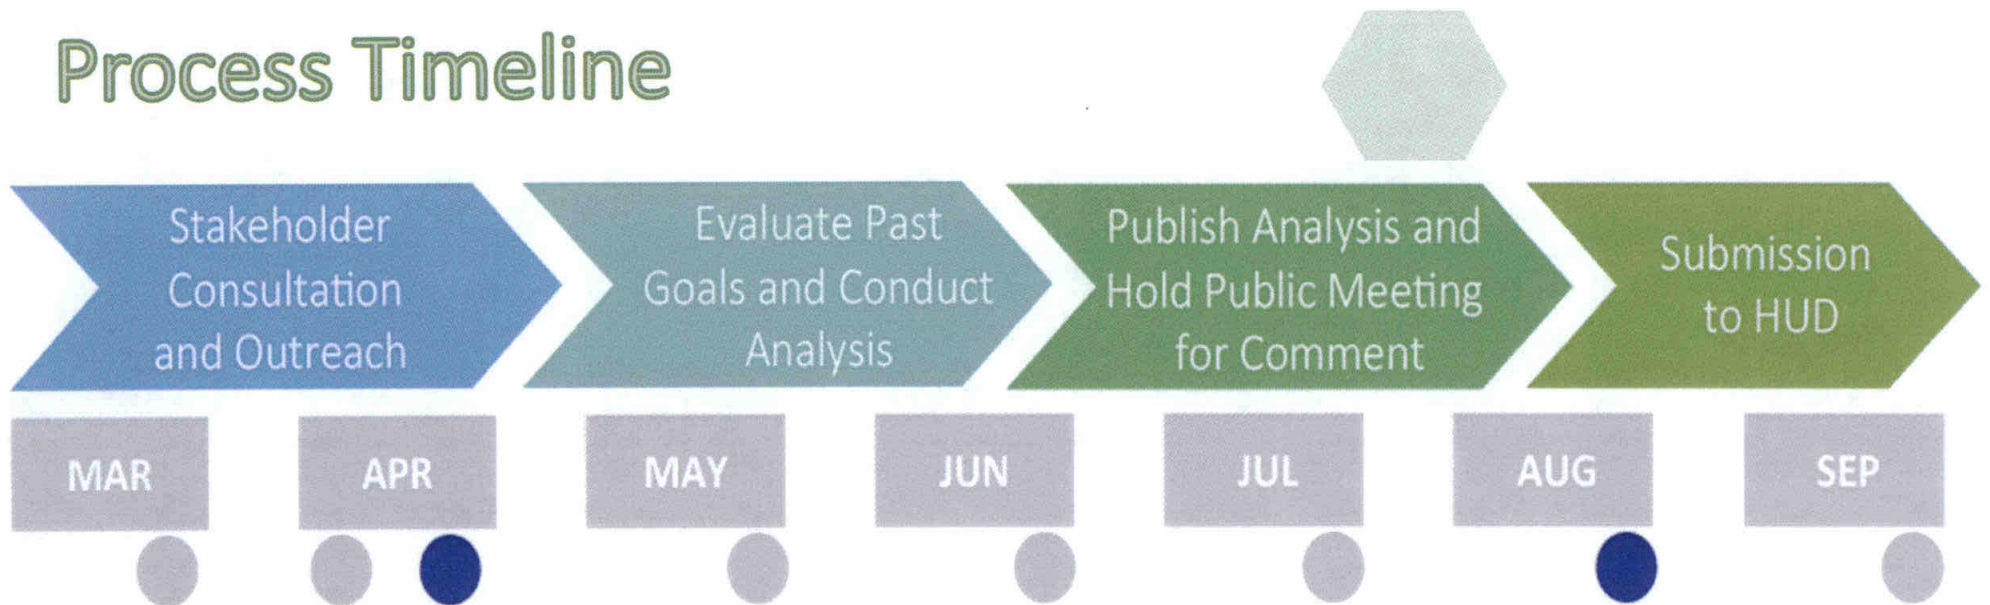 Process Timeline
Stakeholder
Consultation
and Outreach
Evaluate Past
Goals and Conduct
Analysis
Publish Analysis and
Hold Public Meeting
for Comment
Submission
to HUD
MAR
APR
MAY
JUN
JUL
AUG
SEP